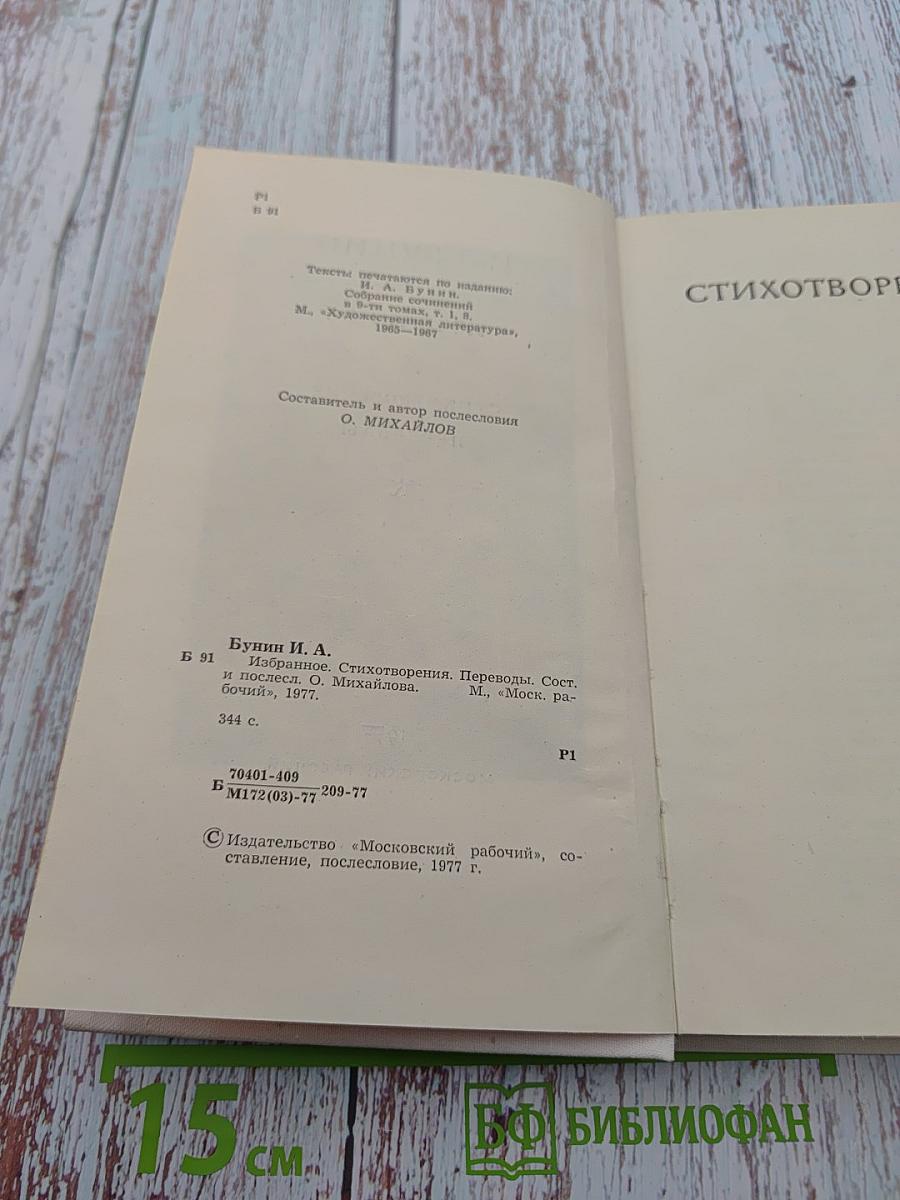 Р1
Б 91
Тексты печатаются по изданию:
И. А. Бунин.
Собрание сочинений
в 9-ти томах, т. 1, 8.
М., «Художественная литература»,
1965—1967
Составитель и автор послесловия
О. МИХАЙЛОВ
Бунин И. А.
Б 91
Избранное. Стихотворения. Переводы. Сост.
и послесл. О. Михайлова. М., «Моск. ра-
бочий», 1977.
344 с.
Р1
Б 70401-409
М172(03)-77 209-77
© Издательство «Московский рабочий», со-
ставление, послесловие, 1977 г.
СТИХОТВОРЕ
15 см
БФ БИБЛИОФАН